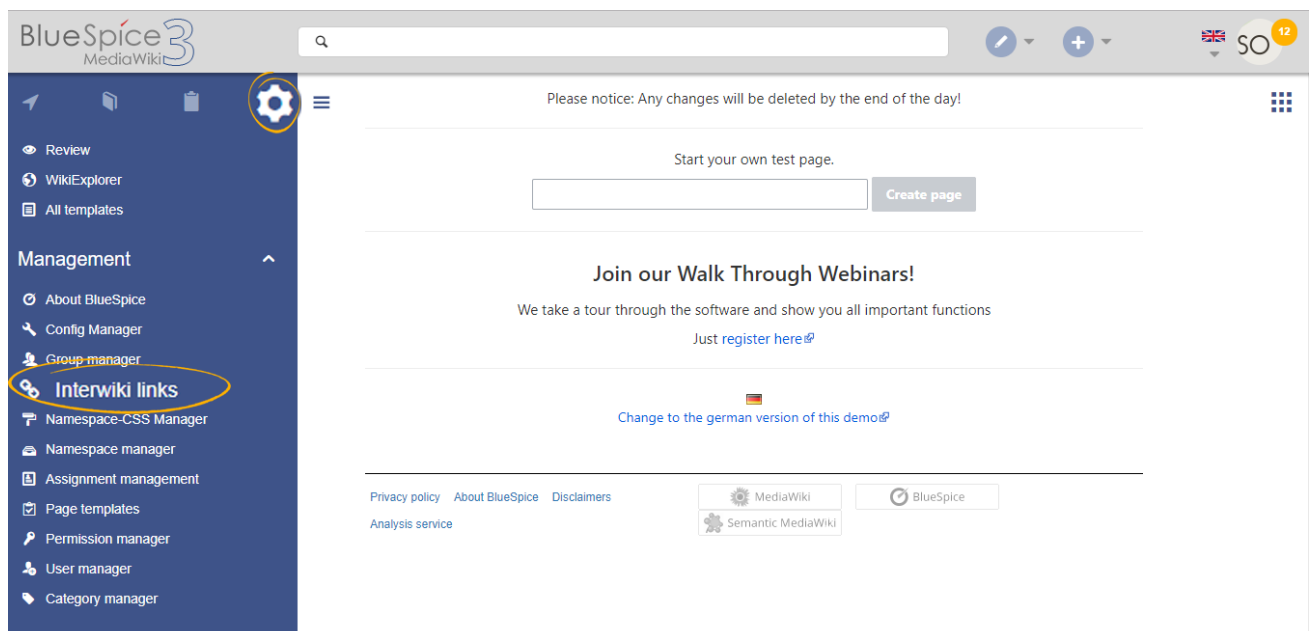 BlueSpice 3
MediaWiki
SO
12
Review
WikiExplorer
All templates
Management
About BlueSpice
Config Manager
Group manager
Interwiki links
Namespace-CSS Manager
Namespace manager
Assignment management
Page templates
Permission manager
User manager
Category manager
Please notice: Any changes will be deleted by the end of the day!
Start your own test page.
Create page
Join our Walk Through Webinars!
We take a tour through the software and show you all important functions
Just register here
Change to the german version of this demo
Privacy policy About BlueSpice Disclaimers
Analysis service
MediaWiki
BlueSpice
Semantic MediaWiki